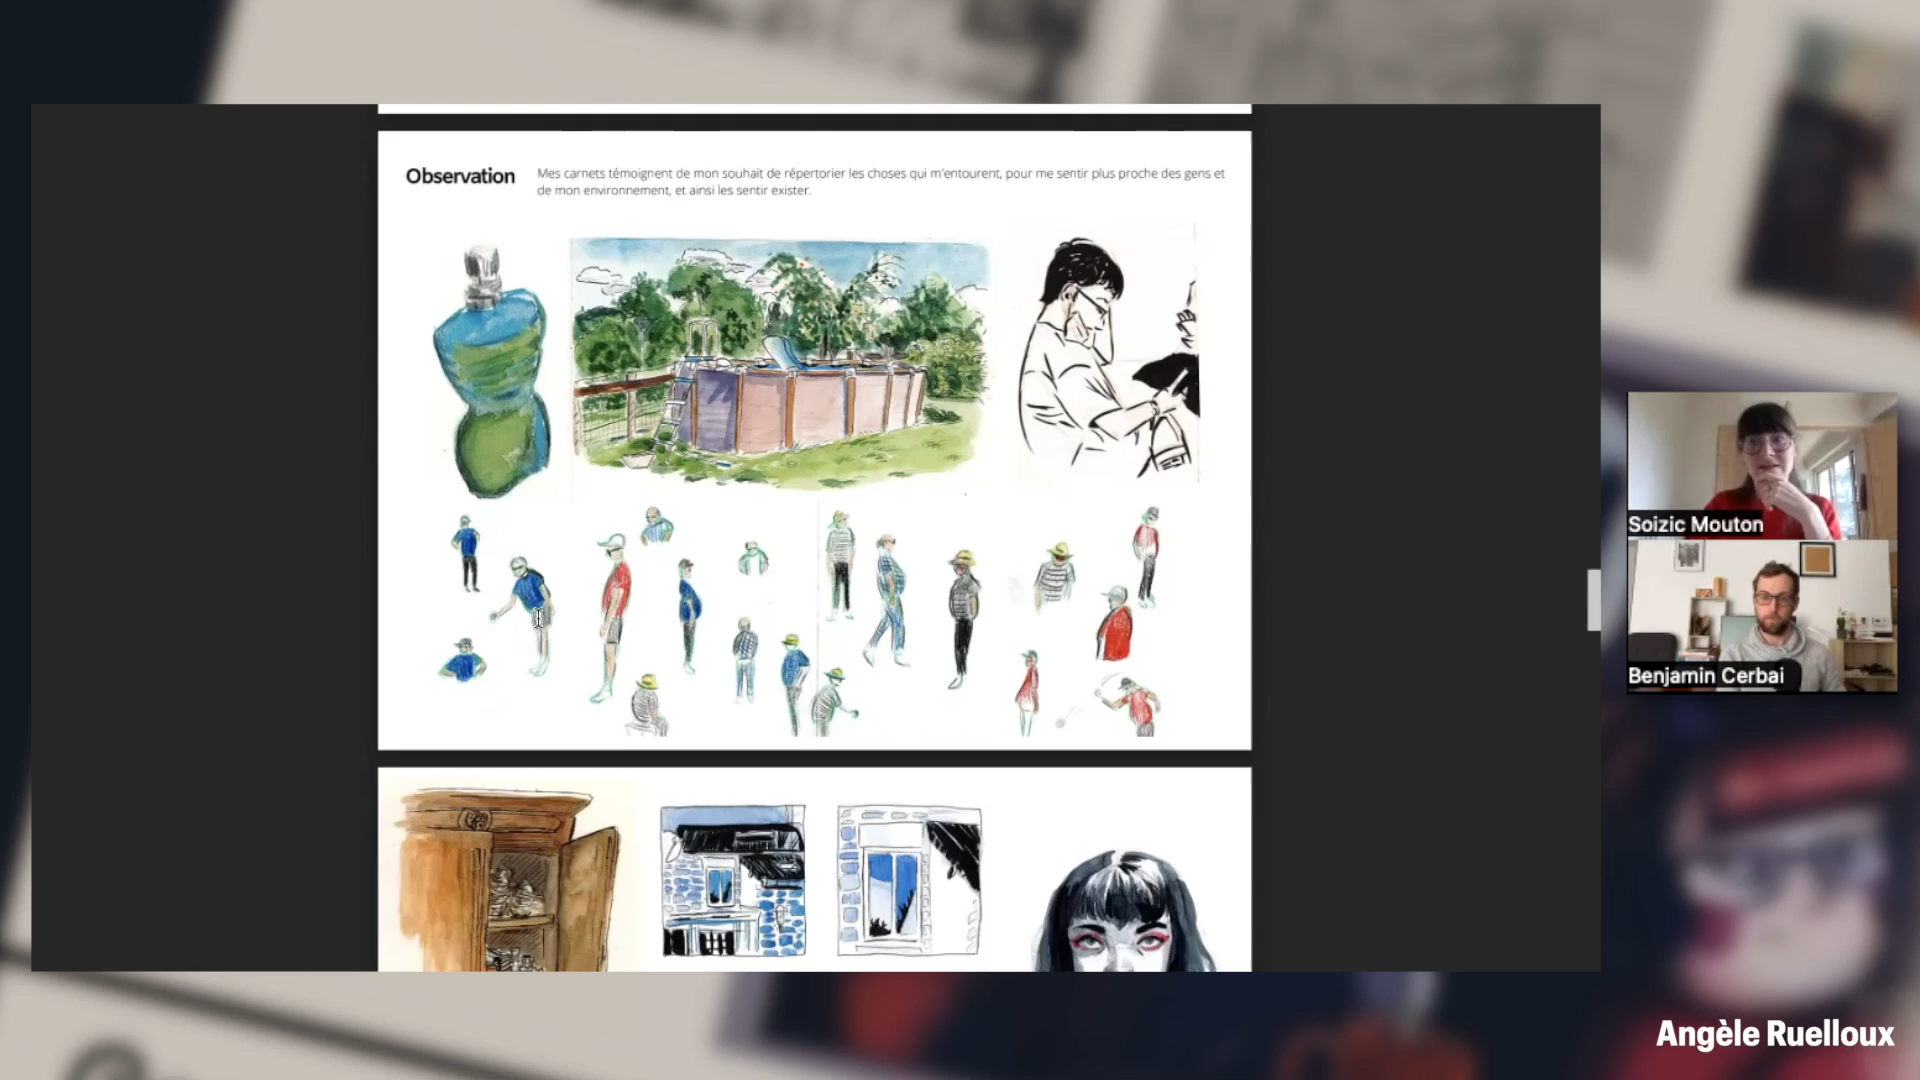 Observation
Mes carnets témoignent de mon souhait de répertorier les choses qui m'entourent, pour me sentir plus proche des gens et
de mon environnement, et ainsi les sentir exister.
Soizic Mouton
Benjamin Cerbai
Angèle Ruelloux